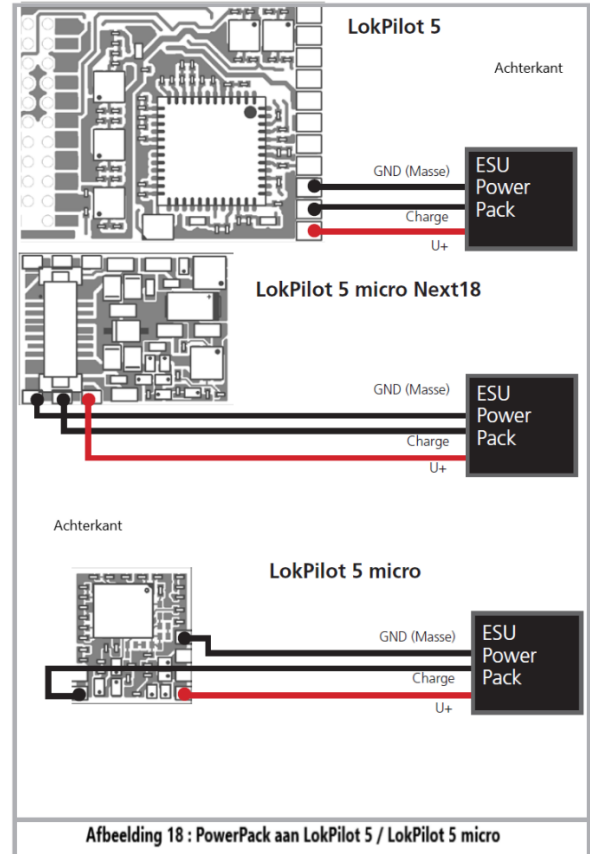 LokPilot 5
Achterkant
GND (Masse)
Charge
U+
ESU
Power
Pack
LokPilot 5 micro Next18
GND (Masse)
Charge
U+
ESU
Power
Pack
Achterkant
LokPilot 5 micro
GND (Masse)
Charge
U+
ESU
Power
Pack
Afbeelding 18 : PowerPack aan LokPilot 5 / LokPilot 5 micro